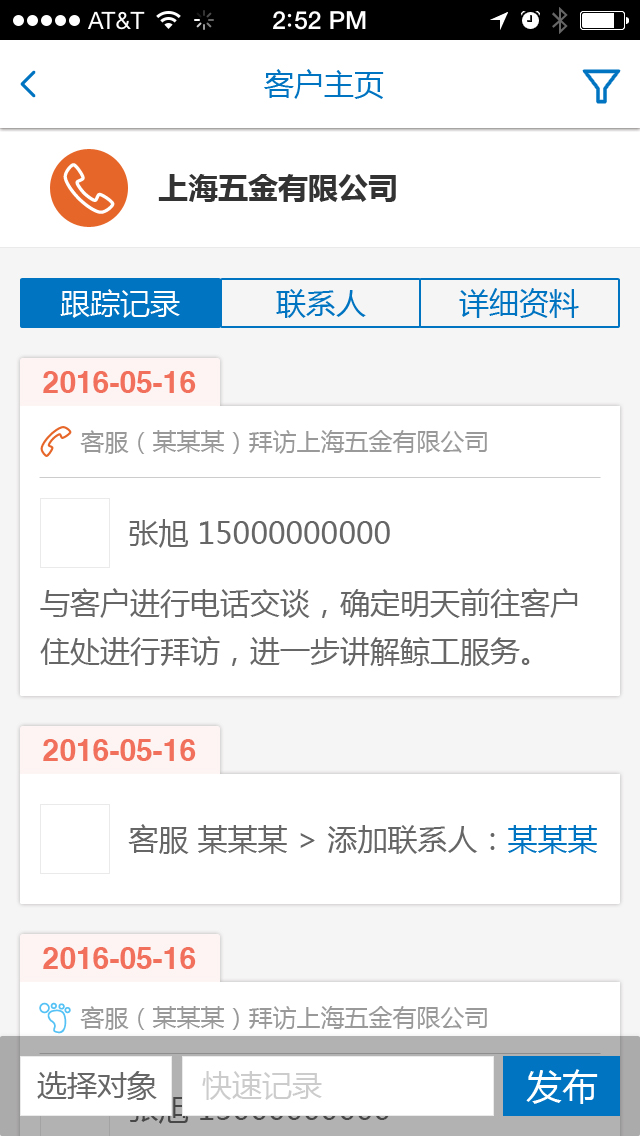 AT&T 2:52 PM
客户主页
上海五金有限公司
跟踪记录 联系人 详细资料
2016-05-16
客服（某某某）拜访上海五金有限公司
张旭 15000000000
与客户进行电话交谈，确定明天前往客户
住处进行拜访，进一步讲解鲸工服务。
2016-05-16
客服 某某某 > 添加联系人：某某某
2016-05-16
客服（某某某）拜访上海五金有限公司
选择对象 快速记录 发布
张旭 15000000000